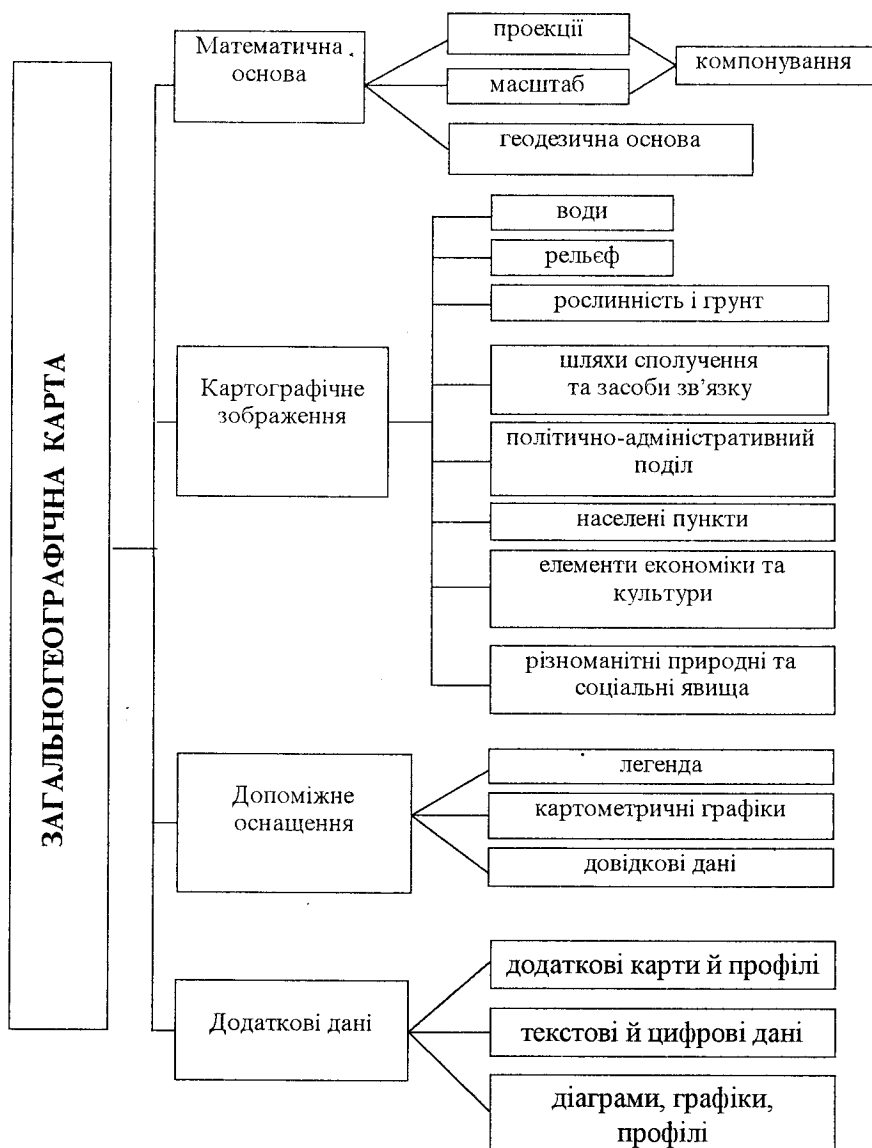 ЗАГАЛЬНОГЕОГРАФІЧНА КАРТА
Математична
основа
проекції
масштаб
компонування
геодезична основа
Картографічне
зображення
води
рельєф
рослинність і грунт
шляхи сполучення
та засоби зв'язку
політично-адміністративний
поділ
населені пункти
елементи економіки та
культури
різноманітні природні та
соціальні явища
Допоміжне
оснащення
легенда
картометричні графіки
довідкові дані
Додаткові дані
додаткові карти й профілі
текстові й цифрові дані
діаграми, графіки,
профілі